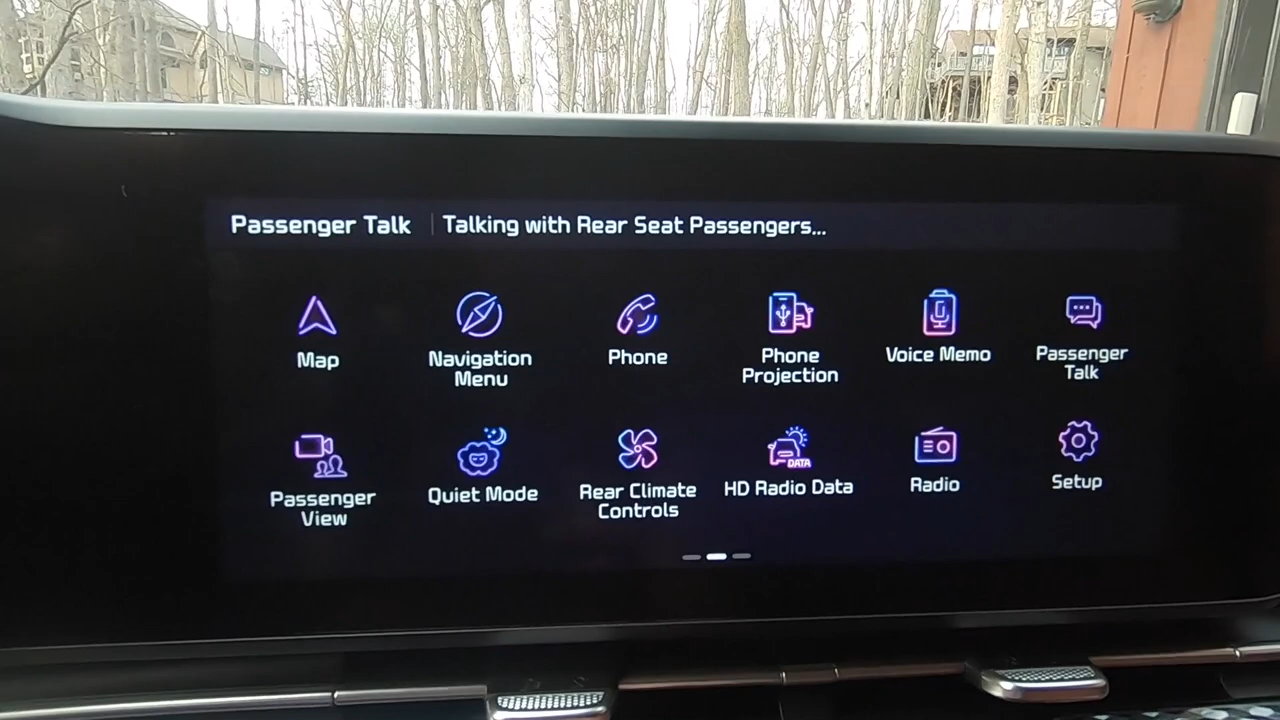 Passenger Talk
Talking with Rear Seat Passengers...
Map
Navigation
Menu
Phone
Phone
Projection
Voice Memo
Passenger
Talk
Passenger
View
Quiet Mode
Rear Climate
Controls
DATA
HD Radio Data
Radio
Setup